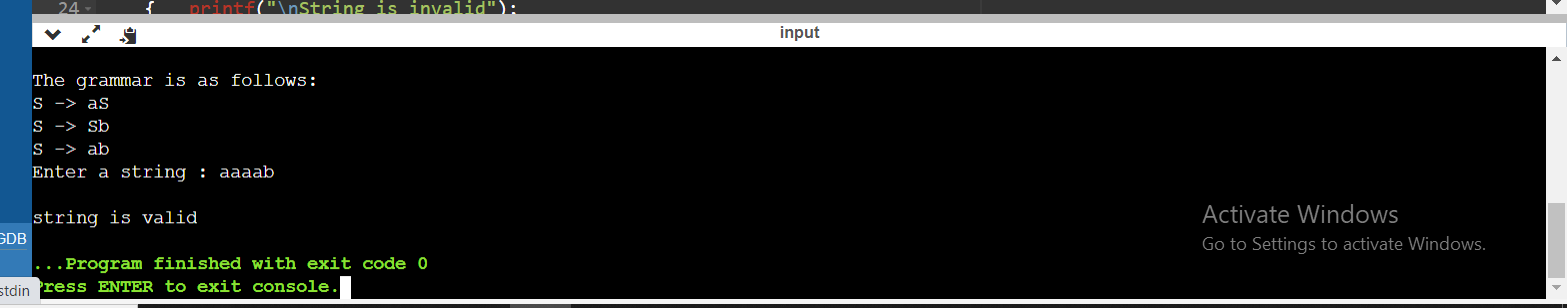 24 { printf("\nString is invalid");
input
The grammar is as follows:
S -> aS
S -> Sb
S -> ab
Enter a string : aaaab
string is valid
Activate Windows
Go to Settings to activate Windows.
GDB
...Program finished with exit code 0
stdin
Press ENTER to exit console.